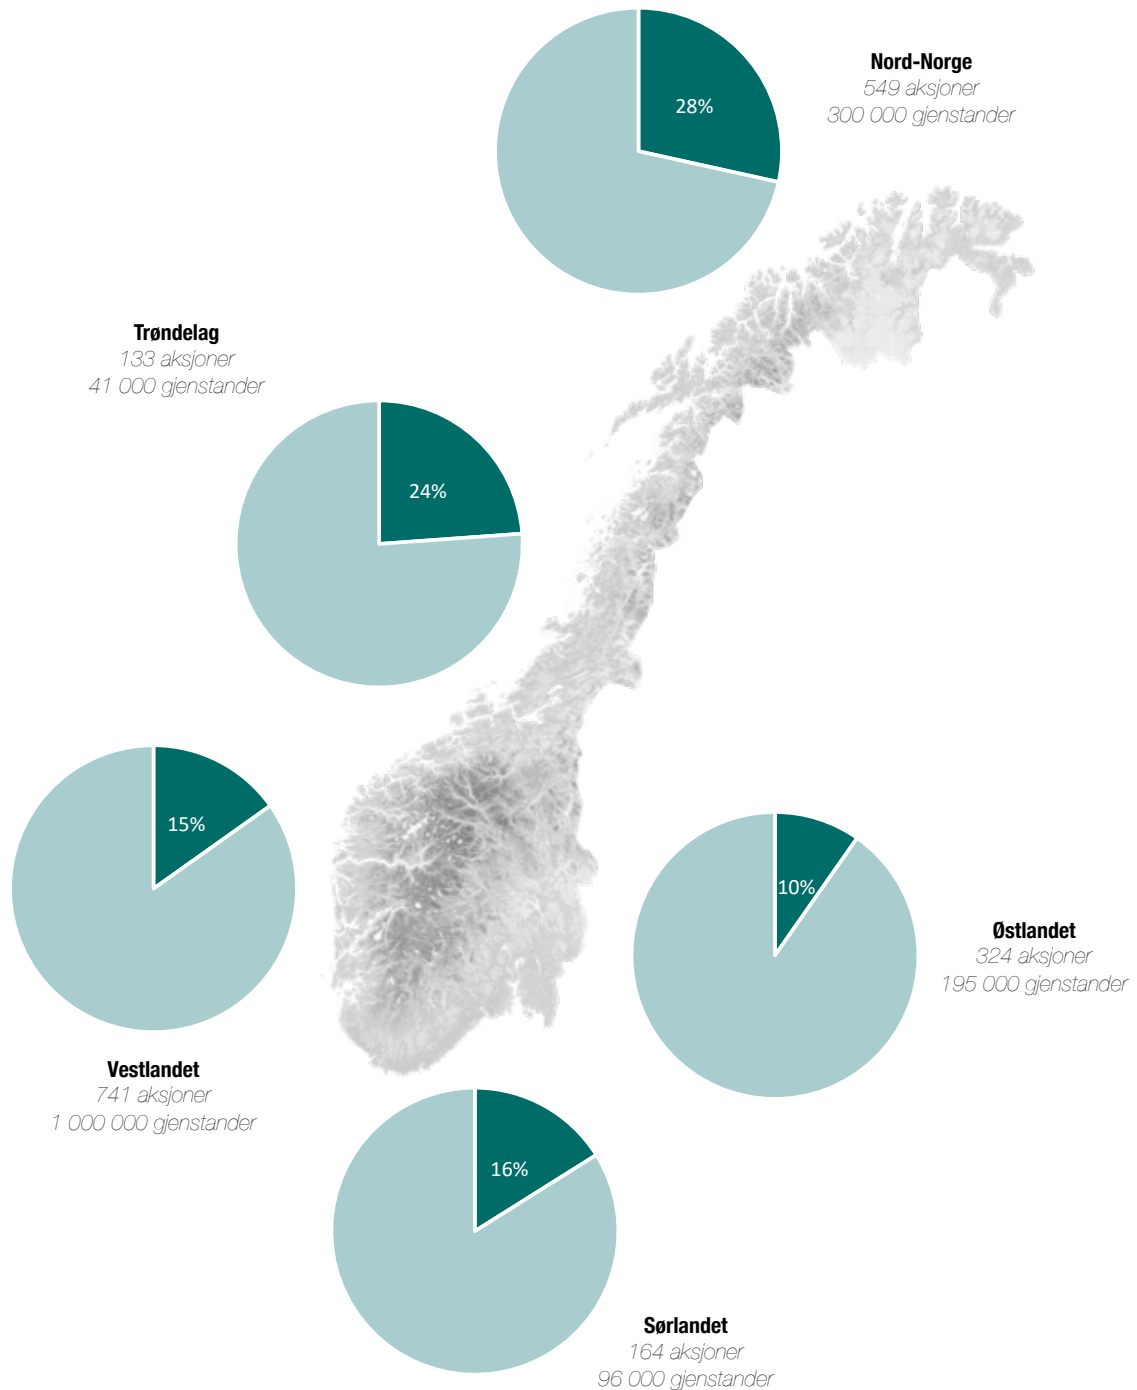 Nord-Norge
549 aksjoner
300 000 gjenstander
28%
Trøndelag
133 aksjoner
41 000 gjenstander
24%
15%
Vestlandet
741 aksjoner
1 000 000 gjenstander
10%
Østlandet
324 aksjoner
195 000 gjenstander
16%
Sørlandet
164 aksjoner
96 000 gjenstander